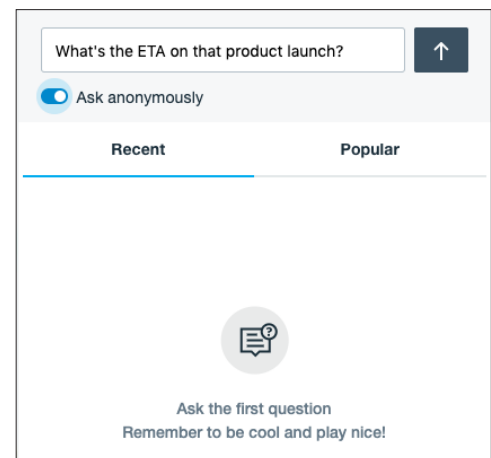 What's the ETA on that product launch?
Ask anonymously
Recent
Popular
Ask the first question
Remember to be cool and play nice!